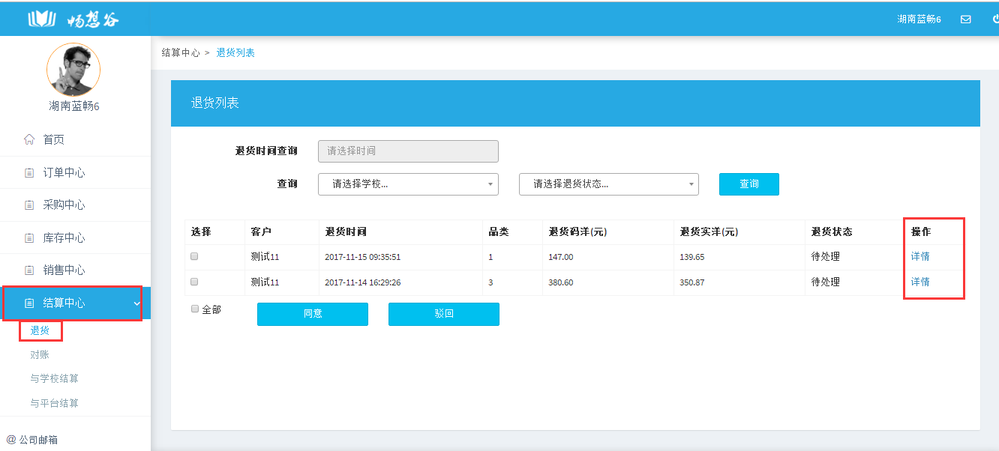 畅想谷
湖南蓝畅6
湖南蓝畅6
首页
订单中心
采购中心
库存中心
销售中心
结算中心
退货
对账
与学校结算
与平台结算
@ 公司邮箱
结算中心 > 退货列表
退货列表
退货时间查询 请选择时间
查询 请选择学校... 请选择退货状态... 查询
选择 客户 退货时间 品类 退货码洋(元) 退货实洋(元) 退货状态 操作
测试11 2017-11-15 09:35:51 1 147.00 139.65 待处理 详情
测试11 2017-11-14 16:29:26 3 380.60 350.87 待处理 详情
全部 同意 驳回